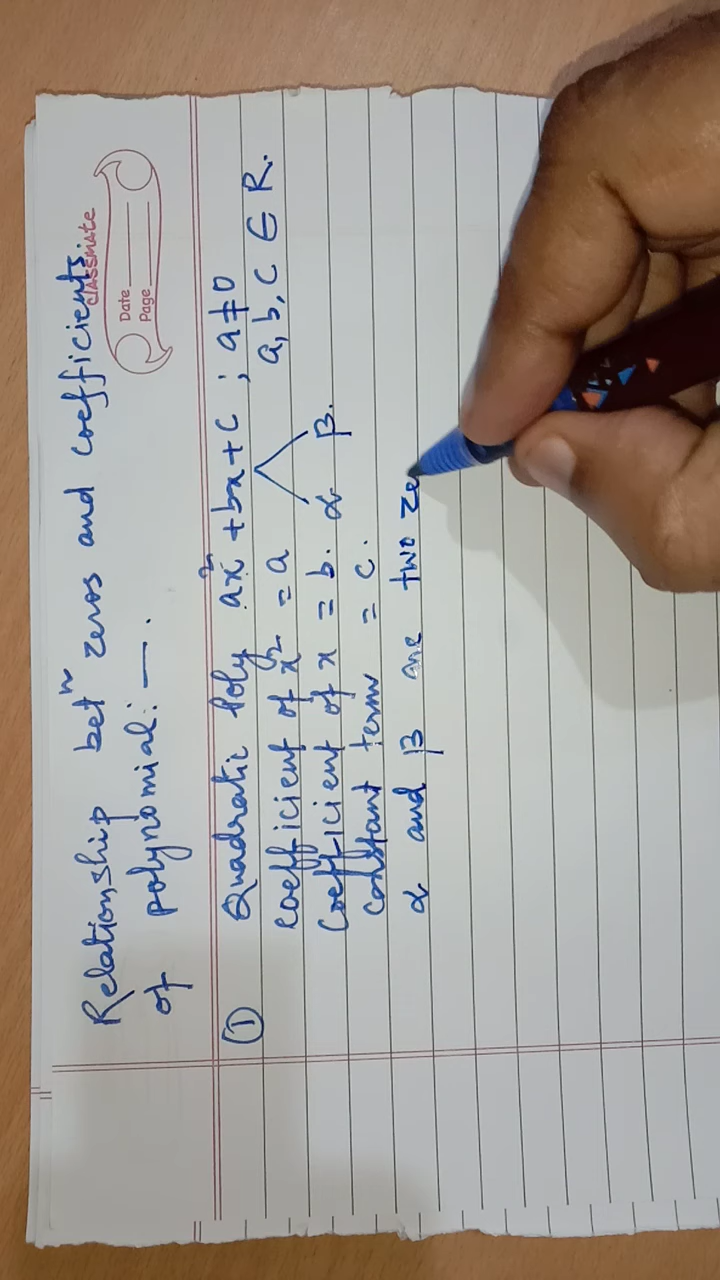 classmate
Date
Page
Relationship betⁿ zeros and coefficients.
of polynomial:—.
① Quadratic Poly ax² + bx + c ; a ≠ 0
coefficient of x² = a a, b, c ∈ R.
Coefficient of x = b. α β.
constant term = c.
α and β are two ze